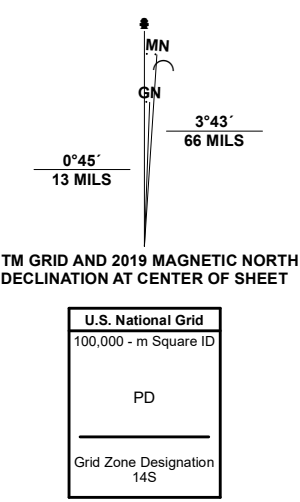 MN
GN
3°43´
66 MILS
0°45´
13 MILS
TM GRID AND 2019 MAGNETIC NORTH
DECLINATION AT CENTER OF SHEET
U.S. National Grid
100,000 - m Square ID
PD
Grid Zone Designation
14S